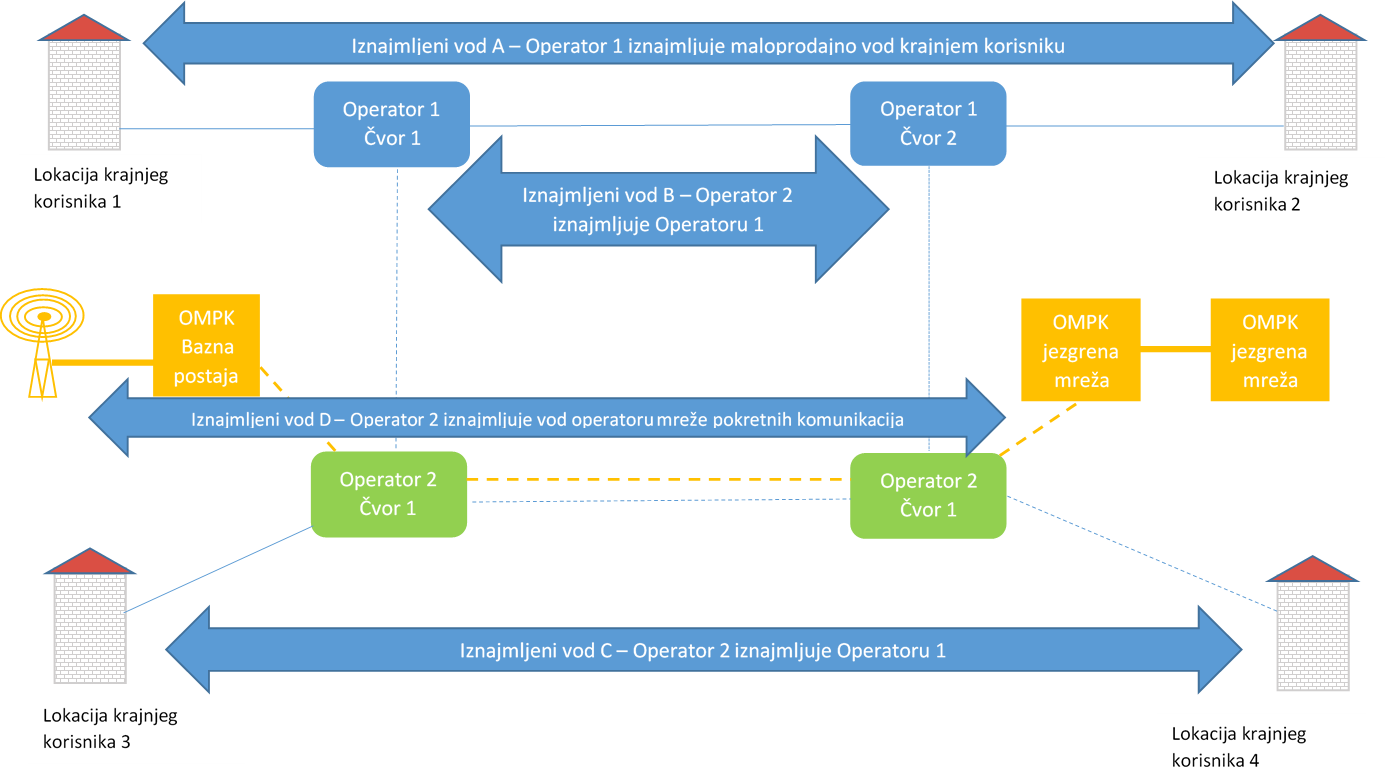 Iznajmljeni vod A – Operator 1 iznajmljuje maloprodajno vod krajnjem korisniku
Operator 1
Čvor 1
Operator 1
Čvor 2
Lokacija krajnjeg
korisnika 1
Lokacija krajnjeg
korisnika 2
Iznajmljeni vod B – Operator 2
iznajmljuje Operatoru 1
OMPK
Bazna
postaja
OMPK
jezgrena
mreža
OMPK
jezgrena
mreža
Iznajmljeni vod D – Operator 2 iznajmljuje vod operatoru mreže pokretnih komunikacija
Operator 2
Čvor 1
Operator 2
Čvor 1
Iznajmljeni vod C – Operator 2 iznajmljuje Operatoru 1
Lokacija krajnjeg
korisnika 3
Lokacija krajnjeg
korisnika 4